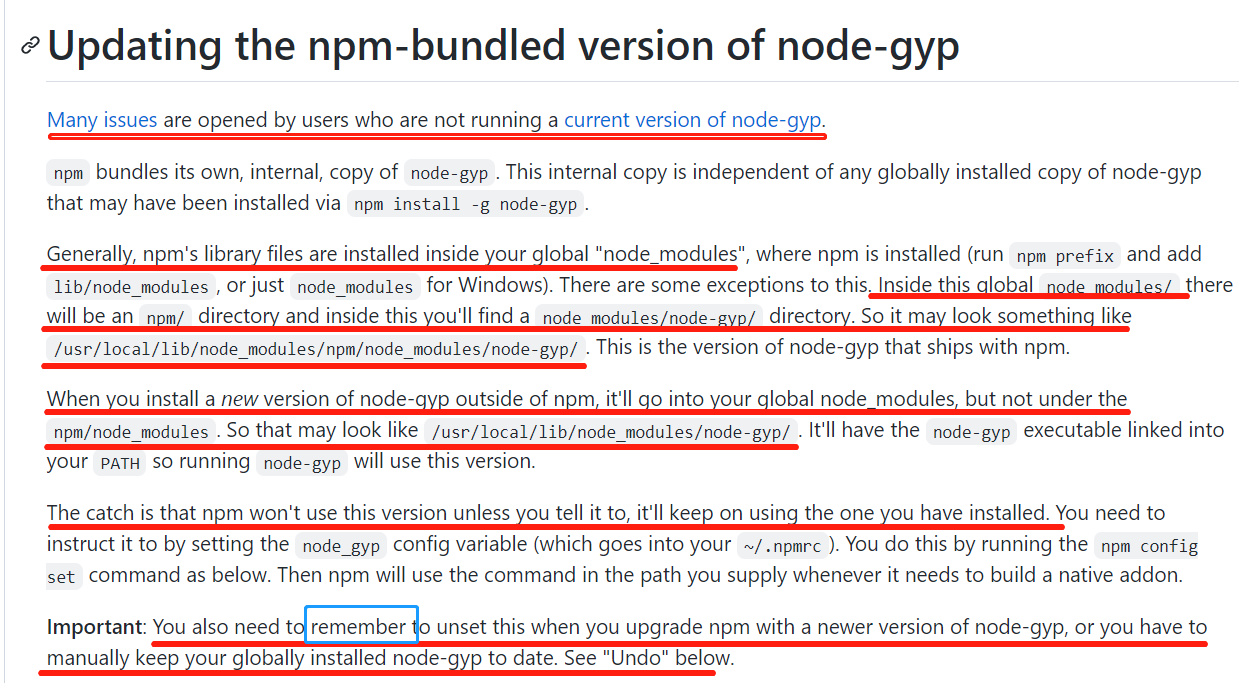 Updating the npm-bundled version of node-gyp
Many issues are opened by users who are not running a current version of node-gyp.
npm bundles its own, internal, copy of node-gyp. This internal copy is independent of any globally installed copy of node-gyp
that may have been installed via npm install -g node-gyp.
Generally, npm's library files are installed inside your global "node_modules", where npm is installed (run npm prefix and add
lib/node_modules, or just node_modules for Windows). There are some exceptions to this. Inside this global node_modules/ there
will be an npm/ directory and inside this you'll find a node_modules/node-gyp/ directory. So it may look something like
/usr/local/lib/node_modules/npm/node_modules/node-gyp/. This is the version of node-gyp that ships with npm.
When you install a new version of node-gyp outside of npm, it'll go into your global node_modules, but not under the
npm/node_modules. So that may look like /usr/local/lib/node_modules/node-gyp/. It'll have the node-gyp executable linked into
your PATH so running node-gyp will use this version.
The catch is that npm won't use this version unless you tell it to, it'll keep on using the one you have installed. You need to
instruct it to by setting the node_gyp config variable (which goes into your ~/.npmrc). You do this by running the npm config
set command as below. Then npm will use the command in the path you supply whenever it needs to build a native addon.
Important: You also need to remember to unset this when you upgrade npm with a newer version of node-gyp, or you have to
manually keep your globally installed node-gyp to date. See "Undo" below.